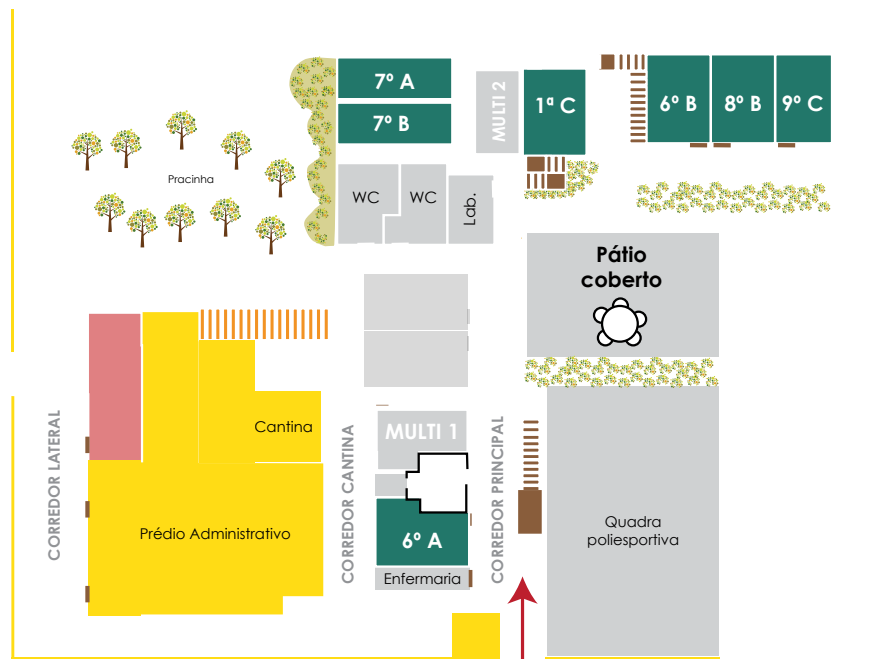 7º A
7º B
MULTI 2
1ª C
6º B
8º B
9º C
Pracinha
WC
WC
Lab.
Pátio
coberto
CORREDOR LATERAL
Cantina
Prédio Administrativo
CORREDOR CANTINA
MULTI 1
6º A
Enfermaria
CORREDOR PRINCIPAL
Quadra
poliesportiva